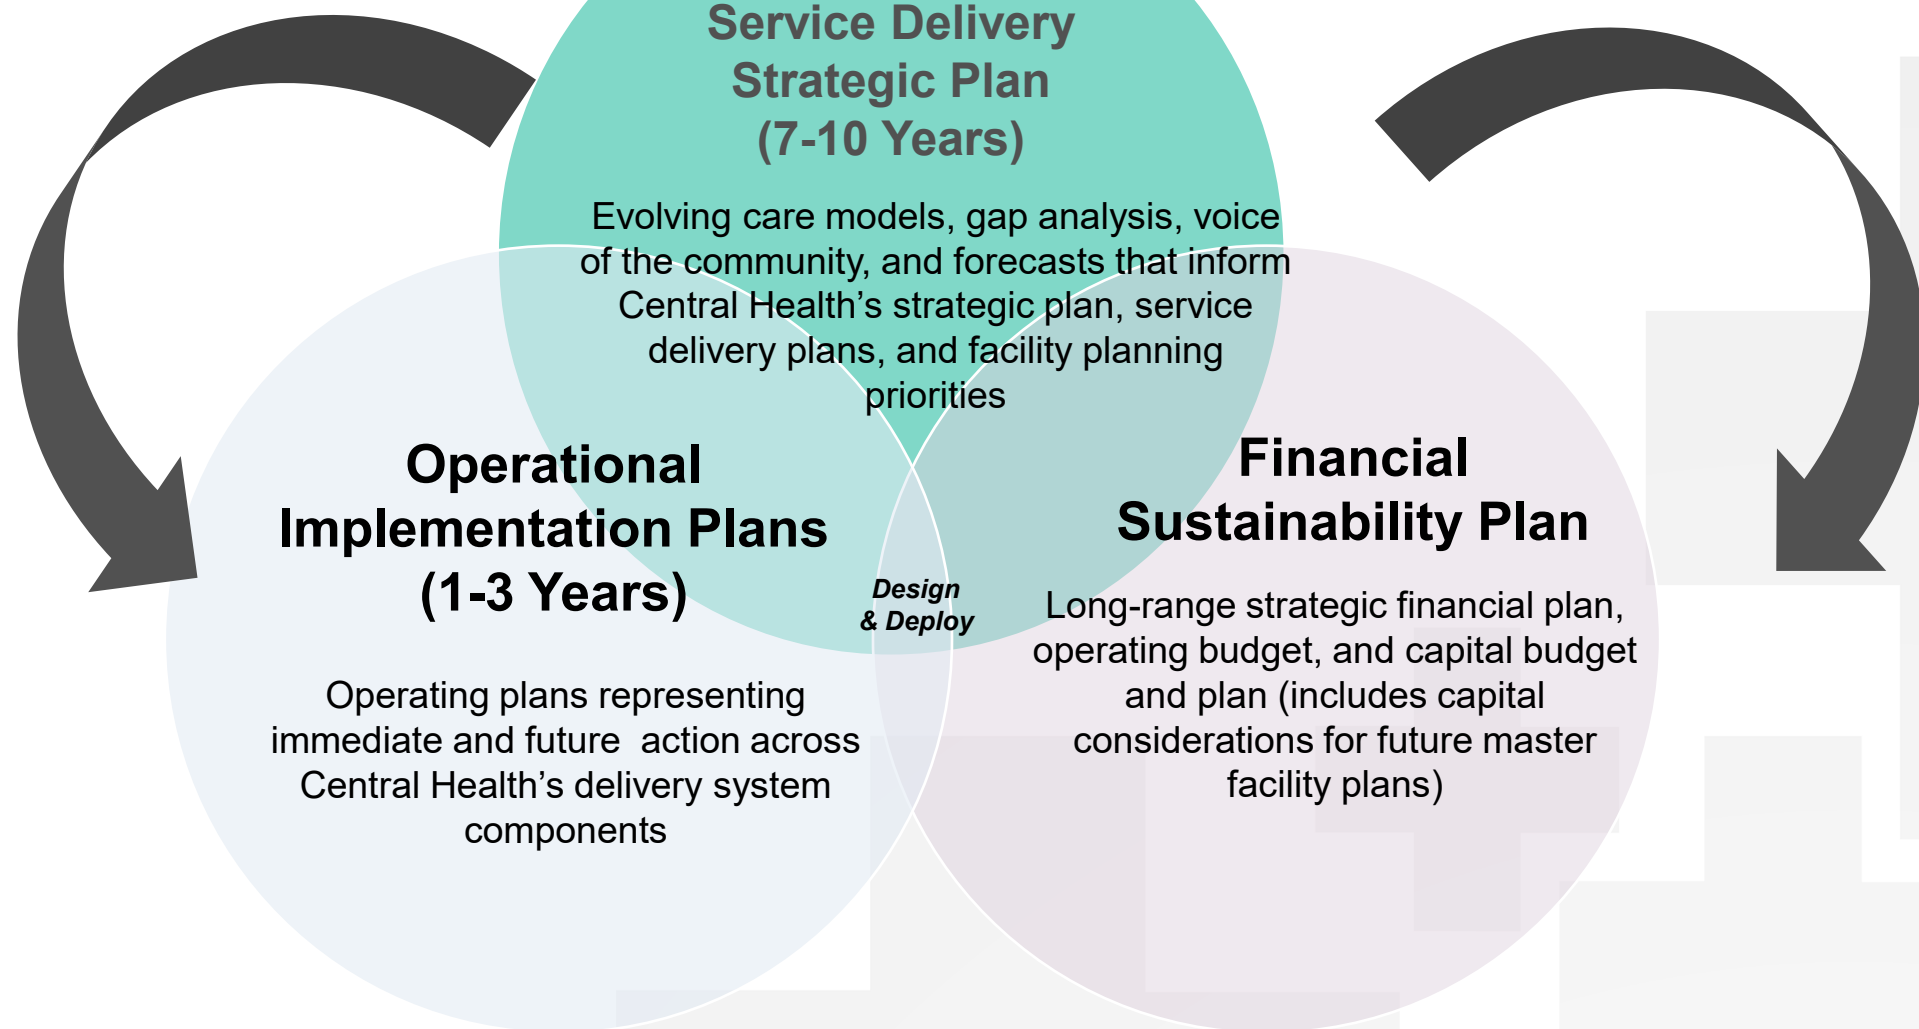 Service Delivery
Strategic Plan
(7-10 Years)
Evolving care models, gap analysis, voice
of the community, and forecasts that inform
Central Health’s strategic plan, service
delivery plans, and facility planning
priorities
Operational
Implementation Plans
(1-3 Years)
Operating plans representing
immediate and future  action across
Central Health’s delivery system
components
Design
& Deploy
Financial
Sustainability Plan
Long-range strategic financial plan,
operating budget, and capital budget
and plan (includes capital
considerations for future master
facility plans)